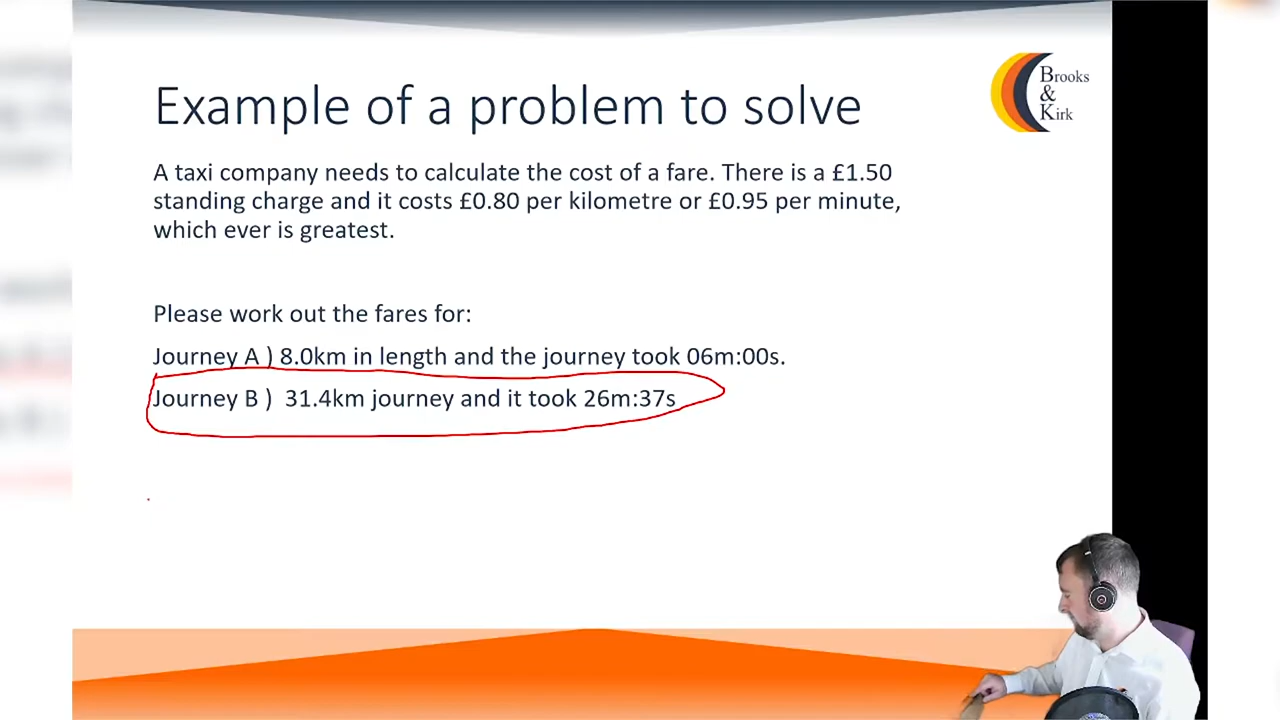 Brooks
&
Kirk
Example of a problem to solve
A taxi company needs to calculate the cost of a fare. There is a £1.50
standing charge and it costs £0.80 per kilometre or £0.95 per minute,
which ever is greatest.
Please work out the fares for:
Journey A ) 8.0km in length and the journey took 06m:00s.
Journey B ) 31.4km journey and it took 26m:37s